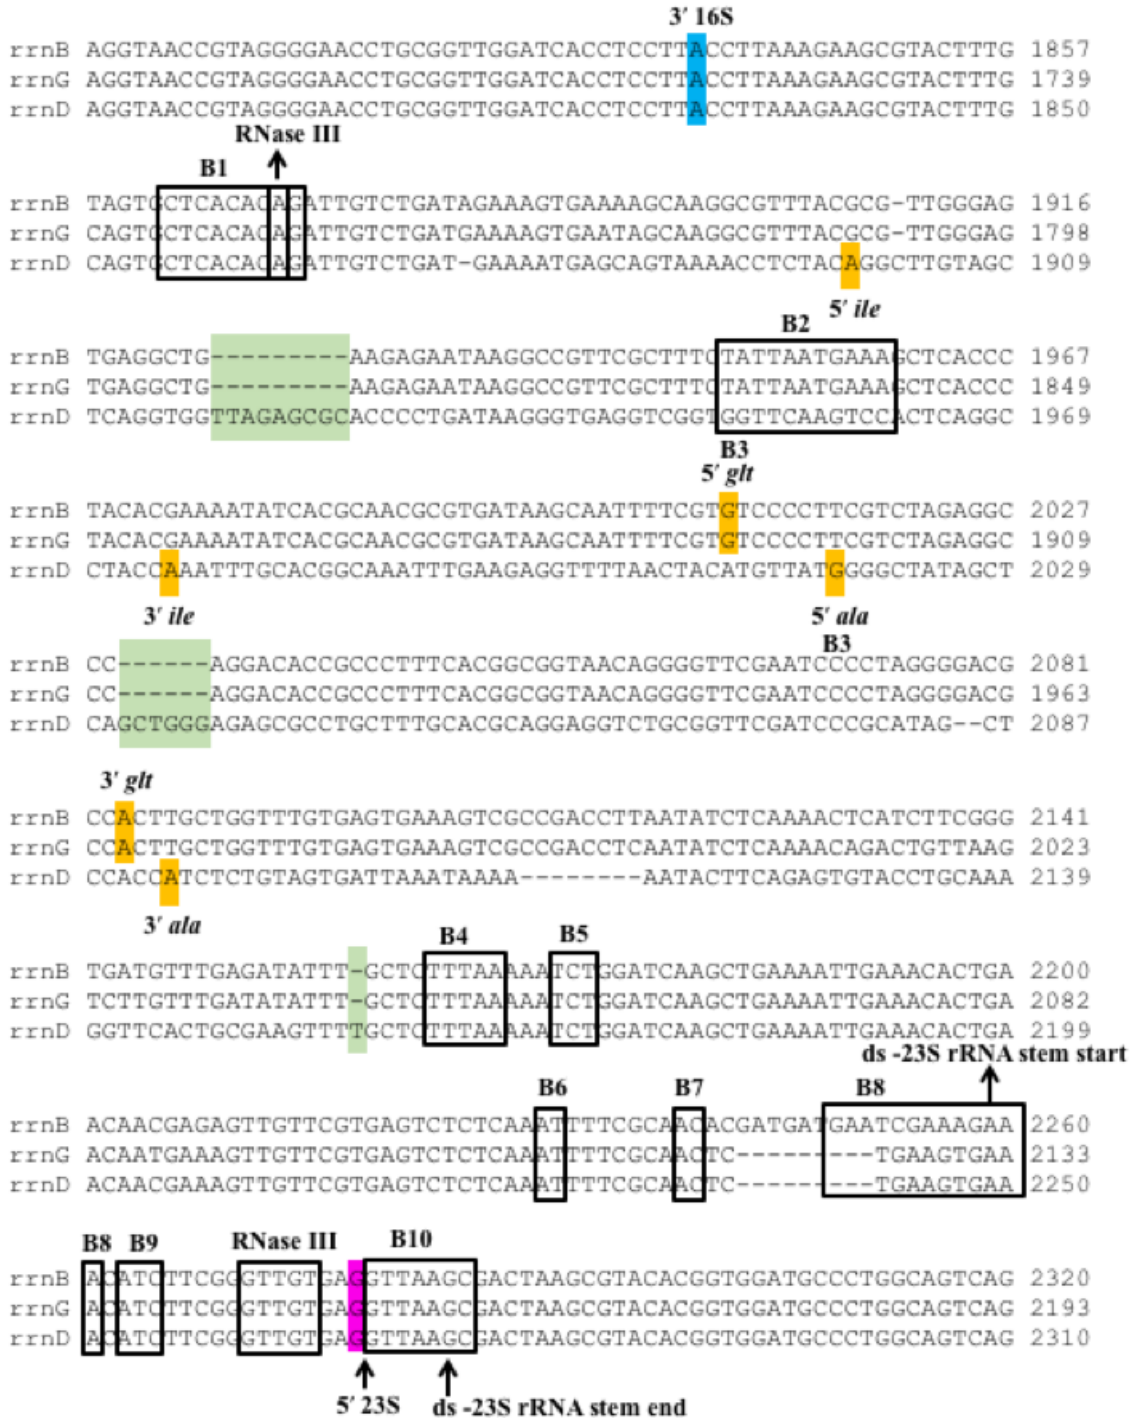 3′ 16S
rrnB AGGTAACCGTAGGGGAACCTGCGGTTGGATCACCTCCTTACCTTAAAGAAGCGTACTTTG 1857
rrnG AGGTAACCGTAGGGGAACCTGCGGTTGGATCACCTCCTTACCTTAAAGAAGCGTACTTTG 1739
rrnD AGGTAACCGTAGGGGAACCTGCGGTTGGATCACCTCCTTACCTTAAAGAAGCGTACTTTG 1850
RNase III
B1
rrnB TAGTGCTCACACAGATTGTCTGATAGAAAGTGAAAAGCAAGGCGTTTACGCG-TTGGGAG 1916
rrnG CAGTGCTCACACAGATTGTCTGATGAAAAGTGAATAGCAAGGCGTTTACGCG-TTGGGAG 1798
rrnD CAGTGCTCACACAGATTGTCTGAT-GAAAATGAGCAGTAAAACCTCTACAGGCTTGTAGC 1909
5′ ile
B2
rrnB TGAGGCTG---------AAGAGAATAAGGCCGTTCGCTTTCTATTAATGAAAGCTCACCC 1967
rrnG TGAGGCTG---------AAGAGAATAAGGCCGTTCGCTTTCTATTAATGAAAGCTCACCC 1849
rrnD TCAGGTGGTTAGAGCGCACCCCTGATAAGGGTGAGGTCGGTGGTTCAAGTCCACTCAGGC 1969
B3
5′ glt
rrnB TACACGAAAATATCACGCAACGCGTGATAAGCAATTTTCGTGTCCCCTTCGTCTAGAGGC 2027
rrnG TACACGAAAATATCACGCAACGCGTGATAAGCAATTTTCGTGTCCCCTTCGTCTAGAGGC 1909
rrnD CTACCAAATTTGCACGGCAAATTTGAAGAGGTTTTAACTACATGTTATGGGGCTATAGCT 2029
3′ ile 5′ ala
B3
rrnB CC------AGGACACCGCCCTTTCACGGCGGTAACAGGGGTTCGAATCCCCTAGGGGACG 2081
rrnG CC------AGGACACCGCCCTTTCACGGCGGTAACAGGGGTTCGAATCCCCTAGGGGACG 1963
rrnD CAGCTGGGAGAGCGCCTGCTTTGCACGCAGGAGGTCTGCGGTTCGATCCCGCATAG--CT 2087
3′ glt
rrnB CCACTTGCTGGTTTGTGAGTGAAAGTCGCCGACCTTAATATCTCAAAACTCATCTTCGGG 2141
rrnG CCACTTGCTGGTTTGTGAGTGAAAGTCGCCGACCTCAATATCTCAAAACAGACTGTTAAG 2023
rrnD CCACCATCTCTGTAGTGATTAAATAAAA--------AATACTTCAGAGTGTACCTGCAAA 2139
3′ ala
B4 B5
rrnB TGATGTTTGAGATATTT-GCTCTTTAAAAATCTGGATCAAGCTGAAAATTGAAACACTGA 2200
rrnG TCTTGTTTGATATATTT-GCTCTTTAAAAATCTGGATCAAGCTGAAAATTGAAACACTGA 2082
rrnD GGTTCACTGCGAAGTTTTGCTCTTTAAAAATCTGGATCAAGCTGAAAATTGAAACACTGA 2199
ds -23S rRNA stem start
B6 B7 B8
rrnB ACAACGAGAGTTGTTCGTGAGTCTCTCAAATTTTCGCAACACGATGATGAATCGAAAGAA 2260
rrnG ACAATGAAAGTTGTTCGTGAGTCTCTCAAATTTTCGCAACTC---------TGAAGTGAA 2133
rrnD ACAACGAAAGTTGTTCGTGAGTCTCTCAAATTTTCGCAACTC---------TGAAGTGAA 2250
B8 B9 RNase III B10
rrnB ACATCTTCGGGTTGTGAGGTTAAGCGACTAAGCGTACACGGTGGATGCCCTGGCAGTCAG 2320
rrnG ACATCTTCGGGTTGTGAGGTTAAGCGACTAAGCGTACACGGTGGATGCCCTGGCAGTCAG 2193
rrnD ACATCTTCGGGTTGTGAGGTTAAGCGACTAAGCGTACACGGTGGATGCCCTGGCAGTCAG 2310
5′ 23S ds -23S rRNA stem end